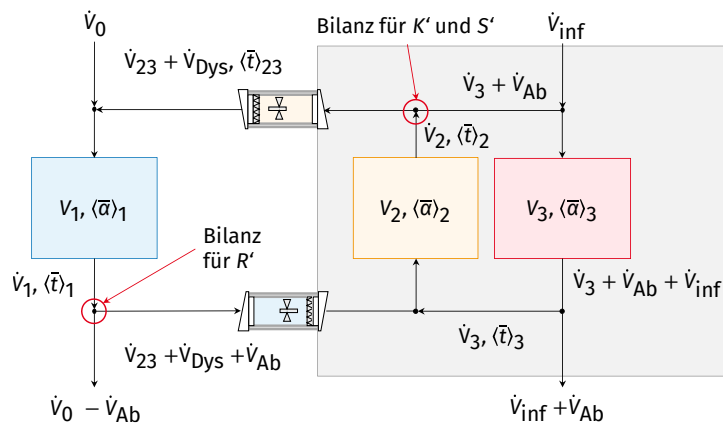 V̇₀
Bilanz für K‘ und S‘
V̇inf
V̇₂₃ + V̇Dys, ⟨t̄⟩₂₃
V̇₃ + V̇Ab
V̇₂, ⟨t̄⟩₂
V₁, ⟨α̅⟩₁
V₂, ⟨α̅⟩₂
V₃, ⟨α̅⟩₃
Bilanz
für R‘
V̇₁, ⟨t̄⟩₁
V̇₃ + V̇Ab + V̇inf
V̇₃, ⟨t̄⟩₃
V̇₂₃ +V̇Dys +V̇Ab
V̇₀ – V̇Ab
V̇inf +V̇Ab